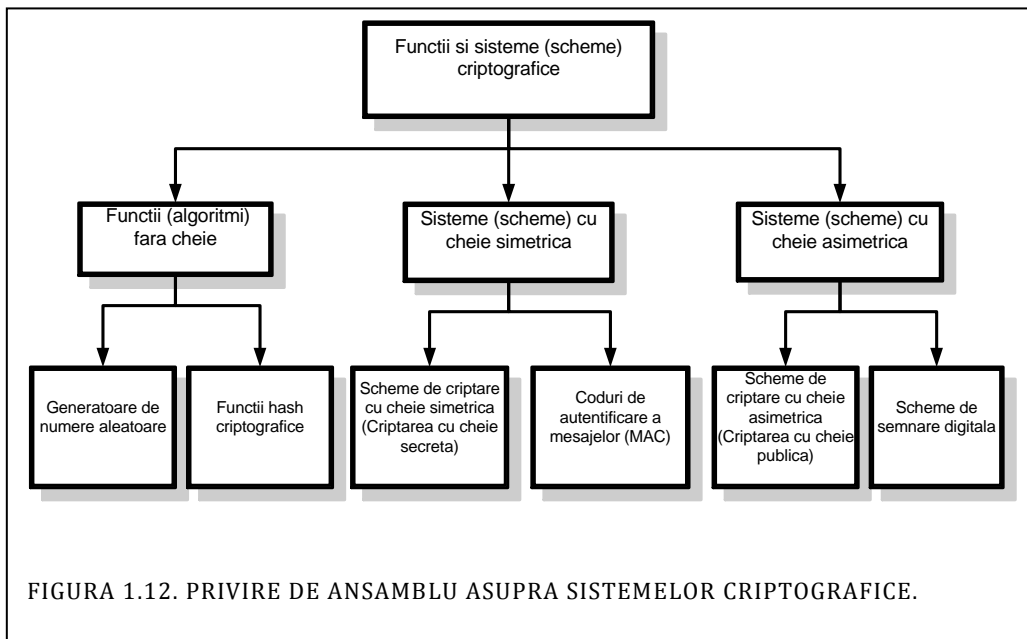 Functii si sisteme (scheme)
criptografice
Functii (algoritmi)
fara cheie
Sisteme (scheme) cu
cheie simetrica
Sisteme (scheme) cu
cheie asimetrica
Generatoare de
numere aleatoare
Functii hash
criptografice
Scheme de criptare
cu cheie simetrica
(Criptarea cu cheie
secreta)
Coduri de
autentificare a
mesajelor (MAC)
Scheme de
criptare cu cheie
asimetrica
(Criptarea cu cheie
publica)
Scheme de
semnare digitala
FIGURA 1.12. PRIVIRE DE ANSAMBLU ASUPRA SISTEMELOR CRIPTOGRAFICE.